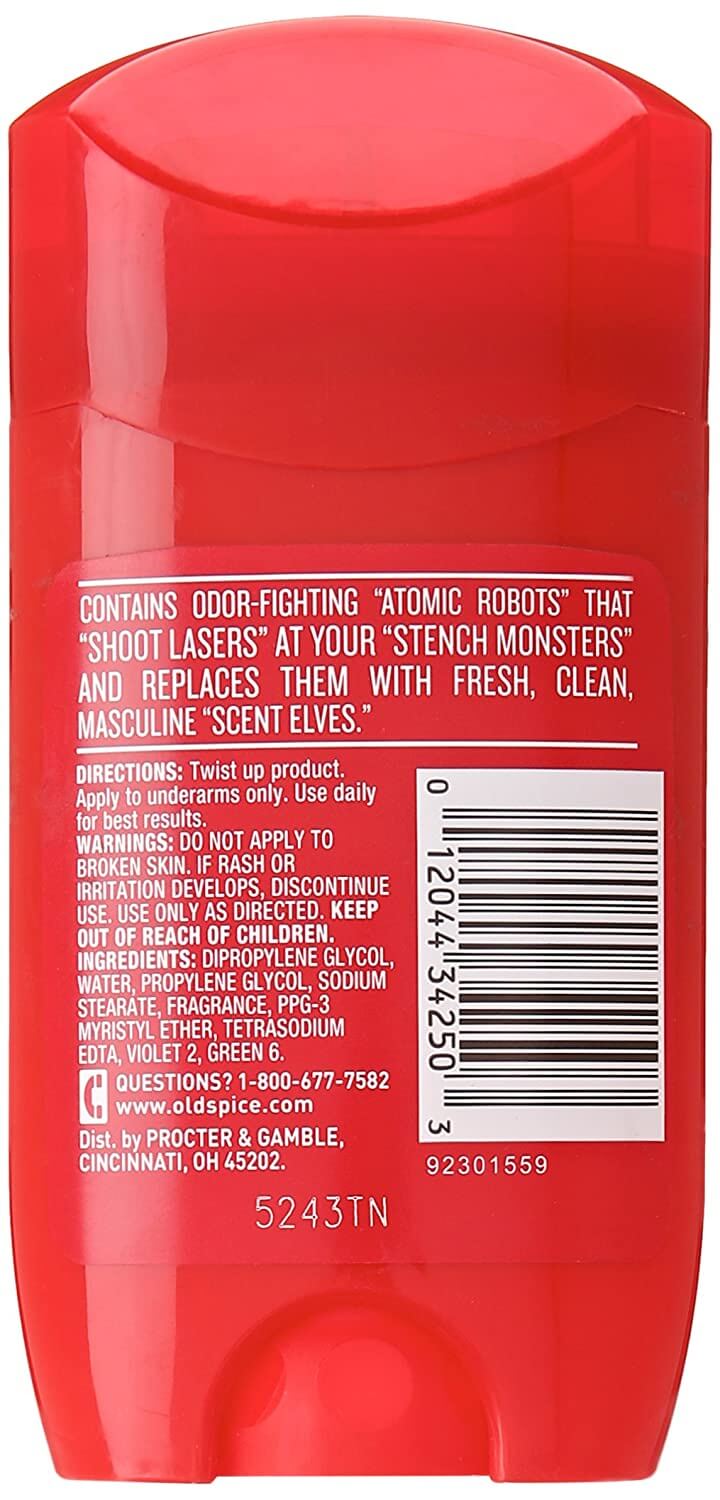 CONTAINS ODOR-FIGHTING “ATOMIC ROBOTS” THAT
“SHOOT LASERS” AT YOUR “STENCH MONSTERS”
AND REPLACES THEM WITH FRESH, CLEAN,
MASCULINE “SCENT ELVES.”
DIRECTIONS: Twist up product.
Apply to underarms only. Use daily
for best results.
WARNINGS: DO NOT APPLY TO
BROKEN SKIN. IF RASH OR
IRRITATION DEVELOPS, DISCONTINUE
USE. USE ONLY AS DIRECTED. KEEP
OUT OF REACH OF CHILDREN.
INGREDIENTS: DIPROPYLENE GLYCOL,
WATER, PROPYLENE GLYCOL, SODIUM
STEARATE, FRAGRANCE, PPG-3
MYRISTYL ETHER, TETRASODIUM
EDTA, VIOLET 2, GREEN 6.
QUESTIONS? 1-800-677-7582
www.oldspice.com
Dist. by PROCTER & GAMBLE,
CINCINNATI, OH 45202.
0 12044 34250 3
92301559
5243TN